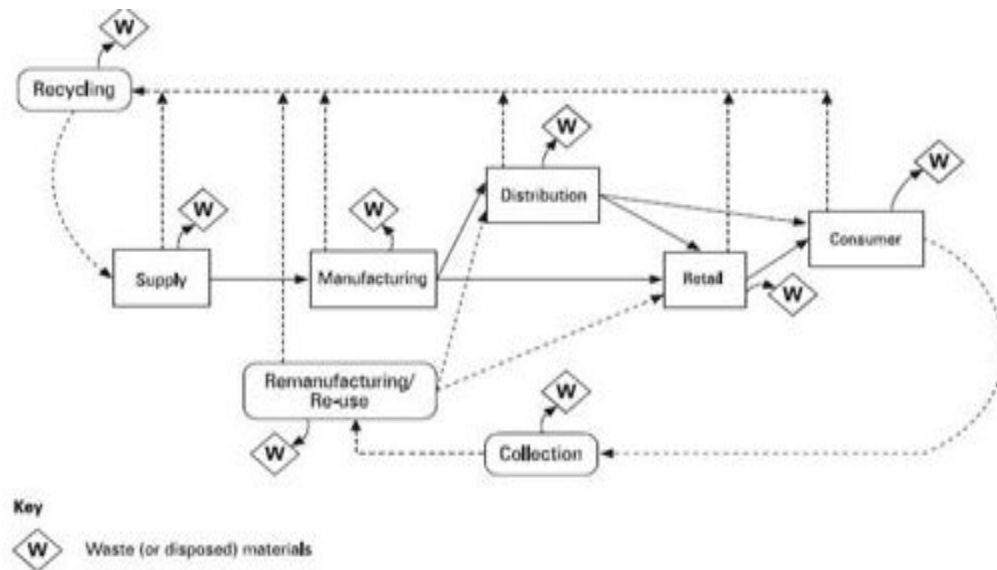 W
Recycling
W
Distribution
W
W
W
Consumer
Supply
Manufacturing
Retail
W
Remanufacturing/
Re-use
W
W
Collection
Key
W Waste (or disposed) materials